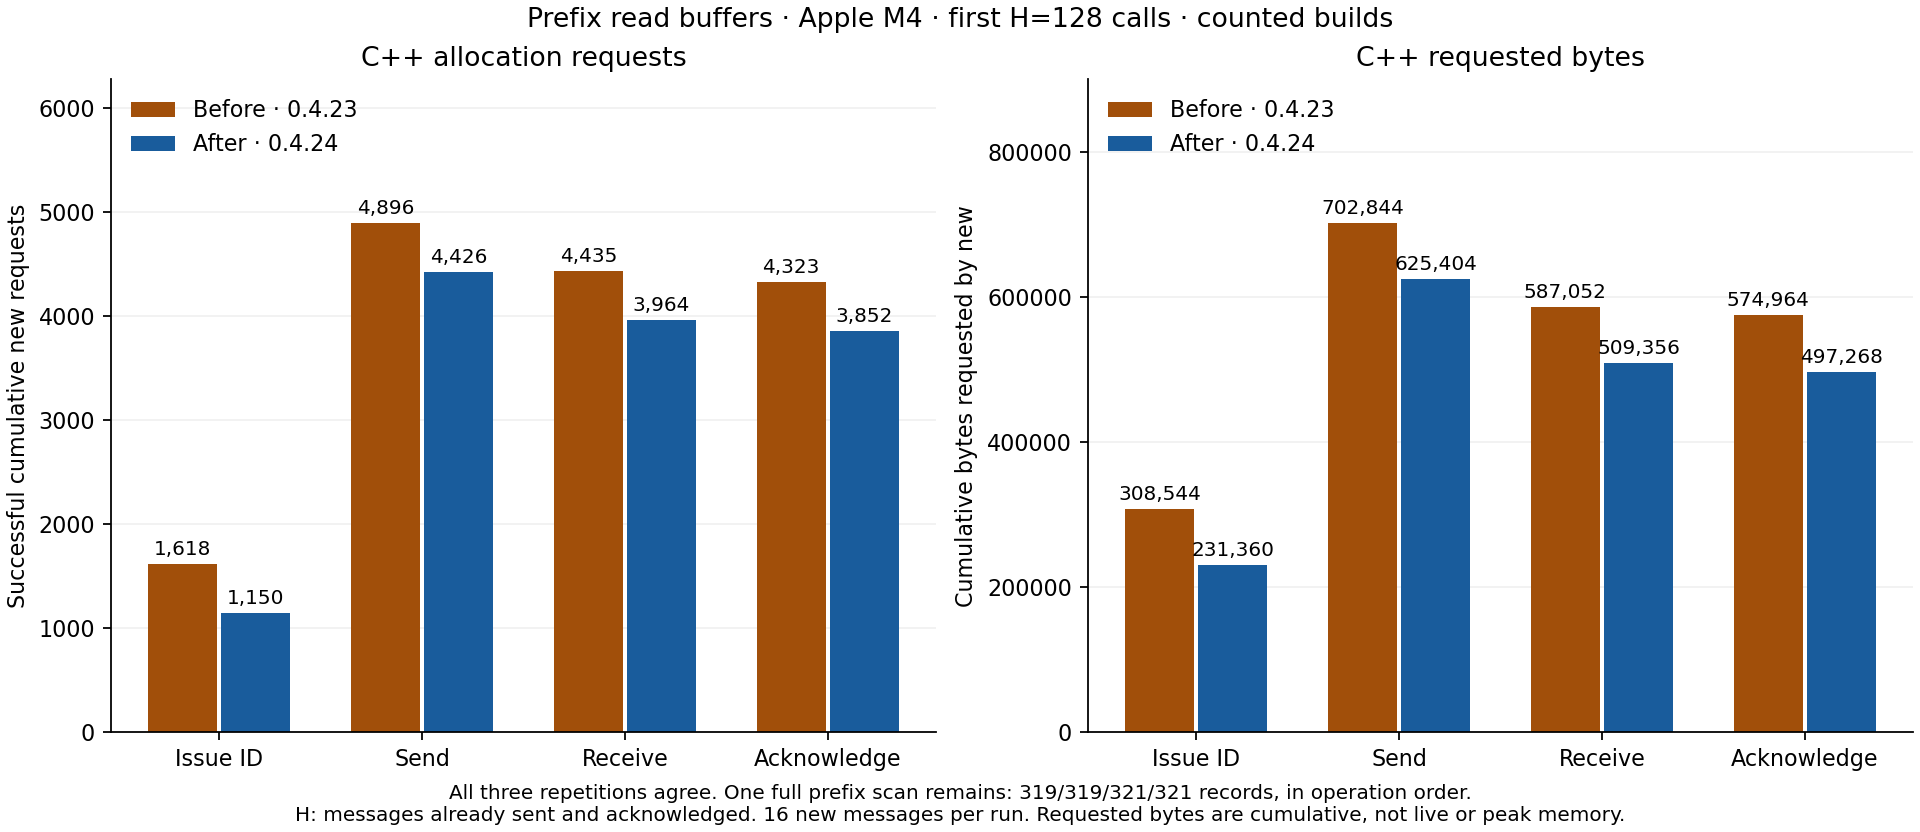 Prefix read buffers · Apple M4 · first H=128 calls · counted builds
C++ allocation requests
Before · 0.4.23
After · 0.4.24
Successful cumulative new requests
6000
5000
4000
3000
2000
1000
0
1,618
1,150
4,896
4,426
4,435
3,964
4,323
3,852
Issue ID
Send
Receive
Acknowledge
C++ requested bytes
Before · 0.4.23
After · 0.4.24
Cumulative bytes requested by new
800000
600000
400000
200000
0
308,544
231,360
702,844
625,404
587,052
509,356
574,964
497,268
Issue ID
Send
Receive
Acknowledge
All three repetitions agree. One full prefix scan remains: 319/319/321/321 records, in operation order.
H: messages already sent and acknowledged. 16 new messages per run. Requested bytes are cumulative, not live or peak memory.